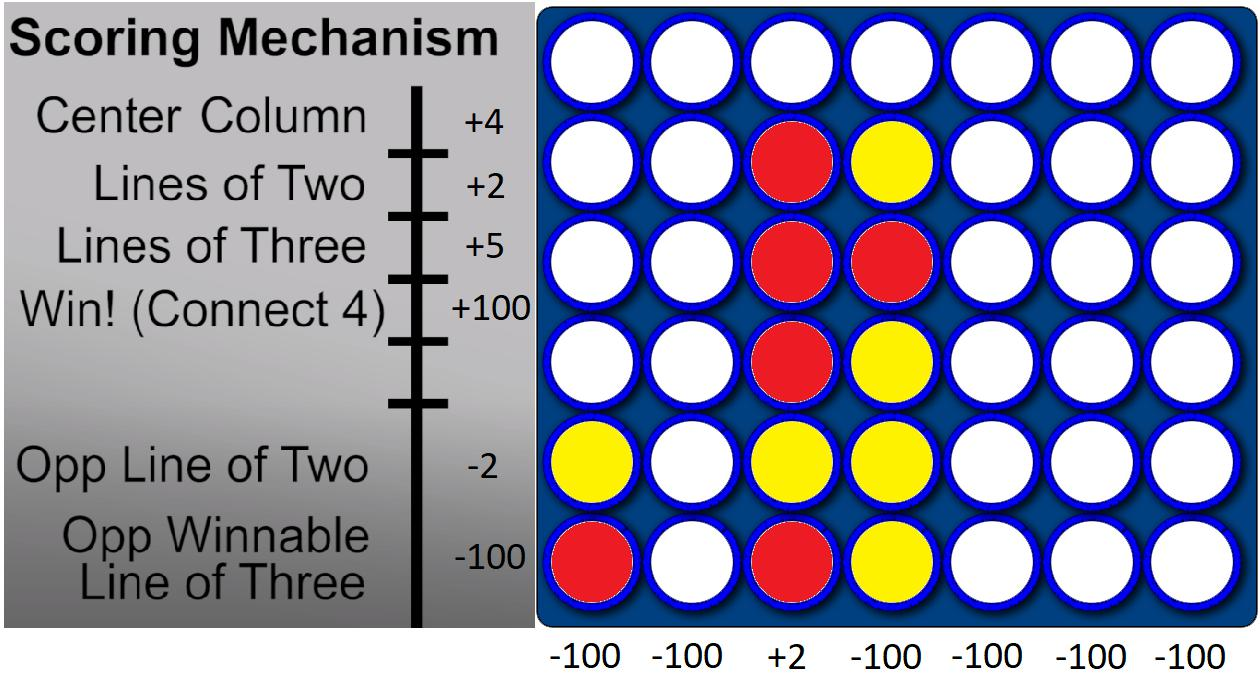 Scoring Mechanism
Center Column +4
Lines of Two +2
Lines of Three +5
Win! (Connect 4) +100
Opp Line of Two -2
Opp Winnable
Line of Three -100
-100 -100 +2 -100 -100 -100 -100